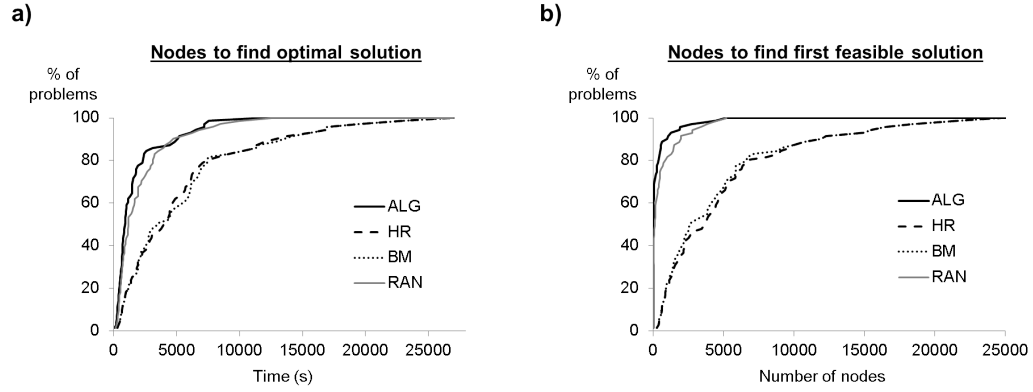 a)
Nodes to find optimal solution
% of
problems
100
80
60
40
20
0
0 5000 10000 15000 20000 25000
Time (s)
ALG
HR
BM
RAN
b)
Nodes to find first feasible solution
% of
problems
100
80
60
40
20
0
0 5000 10000 15000 20000 25000
Number of nodes
ALG
HR
BM
RAN